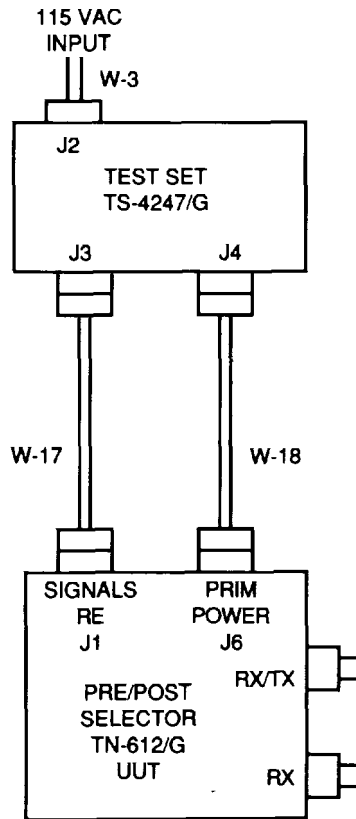 115 VAC
INPUT
W-3
J2
TEST SET
TS-4247/G
J3
J4
W-17
W-18
SIGNALS
RE
J1
PRIM
POWER
J6
RX/TX
PRE/POST
SELECTOR
TN-612/G
UUT
RX